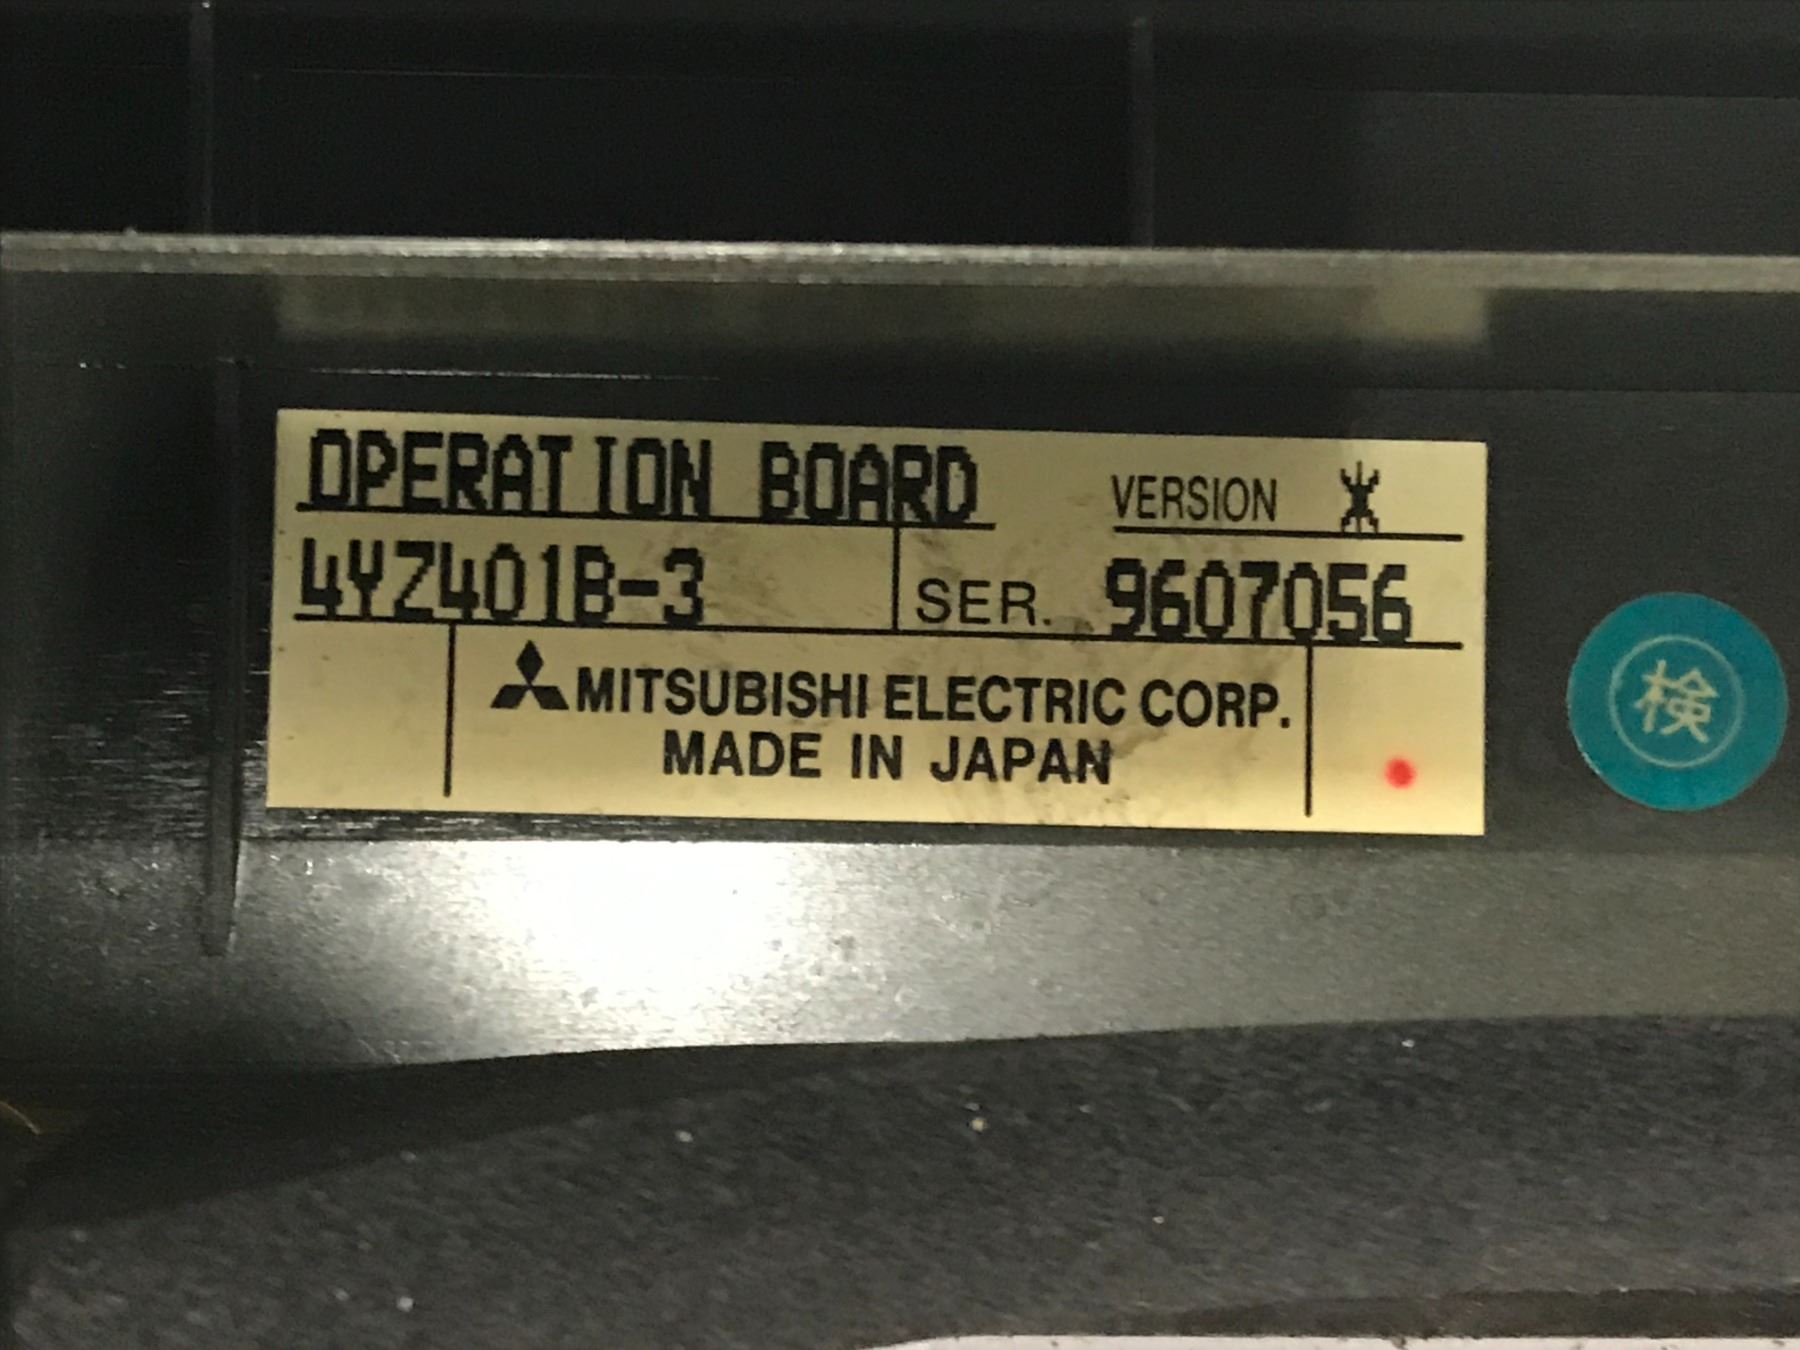 OPERATION BOARD VERSION *
4YZ401B-3 SER. 9607056
MITSUBISHI ELECTRIC CORP.
MADE IN JAPAN
検